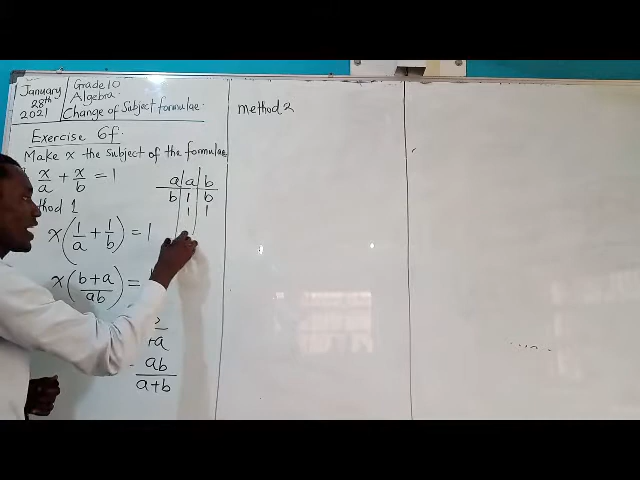 January 28th 2021
Grade 10
Algebra.
Change of Subject formulae.
Exercise 6f.
Make x the subject of the formulae
x/a + x/b = 1
thod 1
x(1/a + 1/b) = 1
x(b+a/ab) =
+a
ab/a+b
a | a | b
b | 1 | b
1 | 1
method 2